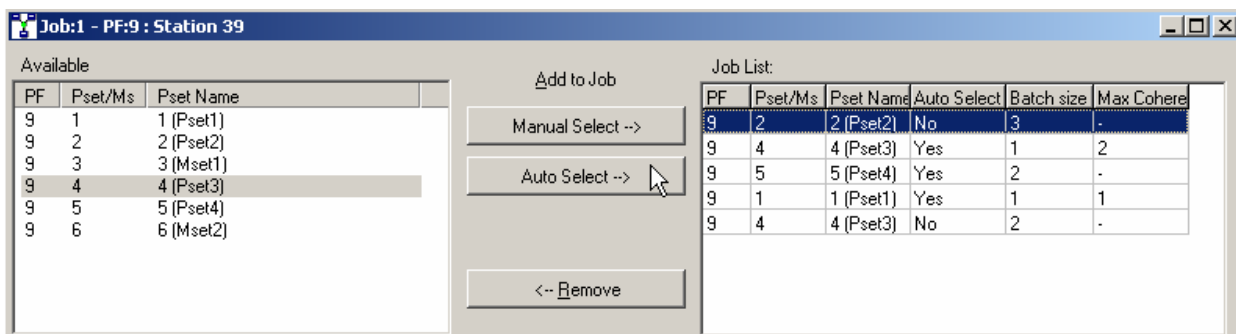 Job:1 - PF:9 : Station 39
Available
PF Pset/Ms Pset Name
9 1 1 (Pset1)
9 2 2 (Pset2)
9 3 3 (Mset1)
9 4 4 (Pset3)
9 5 5 (Pset4)
9 6 6 (Mset2)
Add to Job
Manual Select -->
Auto Select -->
<-- Remove
Job List:
PF Pset/Ms Pset Name Auto Select Batch size Max Cohere
9 2 2 (Pset2) No 3 -
9 4 4 (Pset3) Yes 1 2
9 5 5 (Pset4) Yes 2 -
9 1 1 (Pset1) Yes 1 1
9 4 4 (Pset3) No 2 -